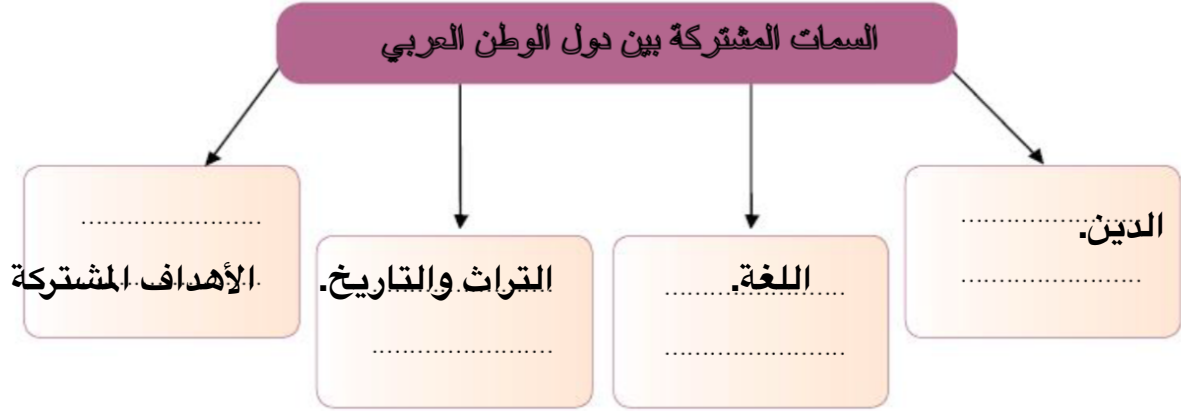 السمات المشتركة بين دول الوطن العربي
الدين.
اللغة.
التراث والتاريخ.
الأهداف المشتركة